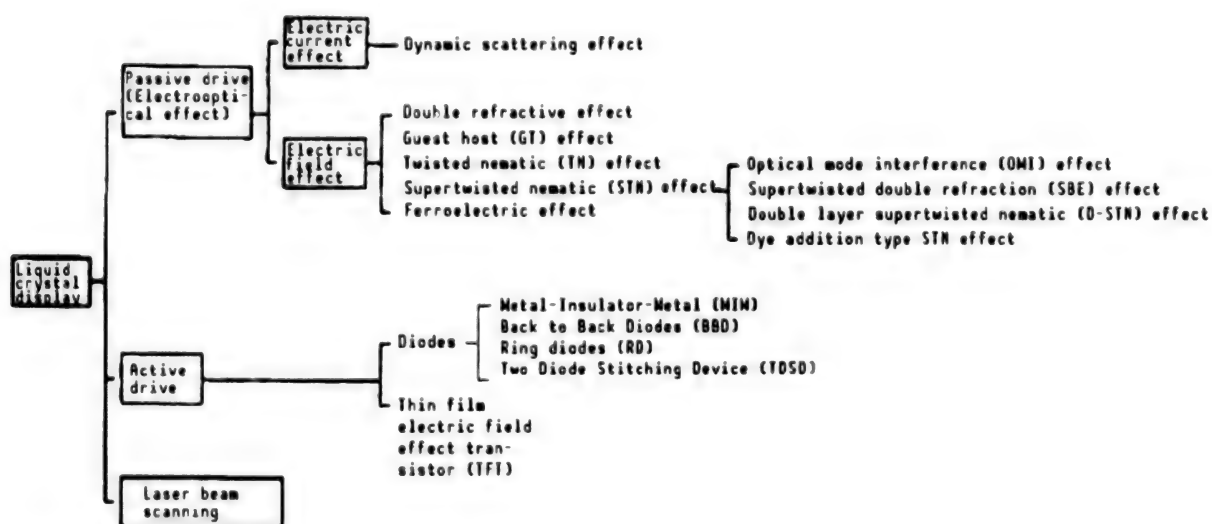 Electric
current
effect
Dynamic scattering effect
Passive drive
(Electroopti-
cal effect)
Electric
field
effect
Double refractive effect
Guest host (GT) effect
Twisted nematic (TN) effect
Supertwisted nematic (STN) effect
Ferroelectric effect
Optical mode interference (OMI) effect
Supertwisted double refraction (SBE) effect
Double layer supertwisted nematic (D-STN) effect
Dye addition type STN effect
Liquid
crystal
display
Active
drive
Diodes
Metal-Insulator-Metal (MIM)
Back to Back Diodes (BBD)
Ring diodes (RD)
Two Diode Stitching Device (TDSD)
Thin film
electric field
effect tran-
sistor (TFT)
Laser beam
scanning